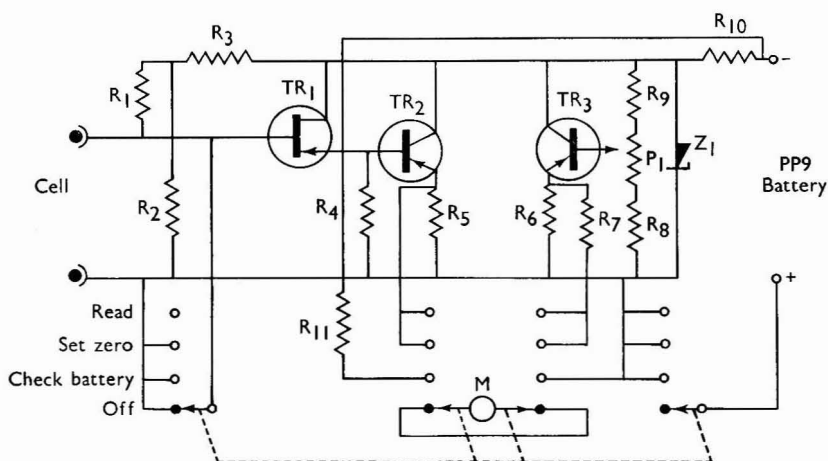 R10
R3
R1
TR1
TR2
TR3
R9
Z1
P1
PP9
Battery
Cell
R2
R4
R5
R6
R7
R8
−
+
Read
R11
Set zero
Check battery
M
Off